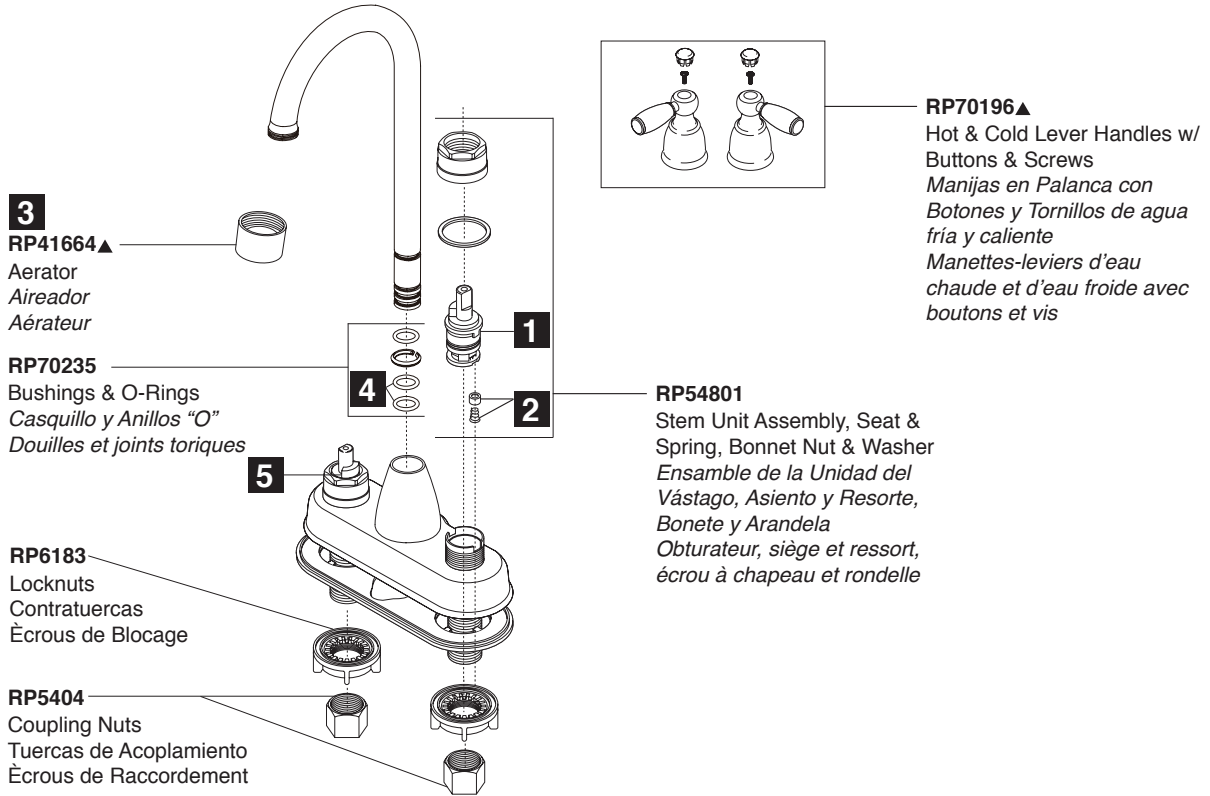 RP70196▲
Hot & Cold Lever Handles w/
Buttons & Screws
Manijas en Palanca con
Botones y Tornillos de agua
fría y caliente
Manettes-leviers d’eau
chaude et d’eau froide avec
boutons et vis
3
RP41664▲
Aerator
Aireador
Aérateur
1
RP70235
Bushings & O-Rings
Casquillo y Anillos “O”
Douilles et joints toriques
4
2
RP54801
Stem Unit Assembly, Seat &
Spring, Bonnet Nut & Washer
Ensamble de la Unidad del
Vástago, Asiento y Resorte,
Bonete y Arandela
Obturateur, siège et ressort,
écrou à chapeau et rondelle
5
RP6183
Locknuts
Contratuercas
Ècrous de Blocage
RP5404
Coupling Nuts
Tuercas de Acoplamiento
Ècrous de Raccordement